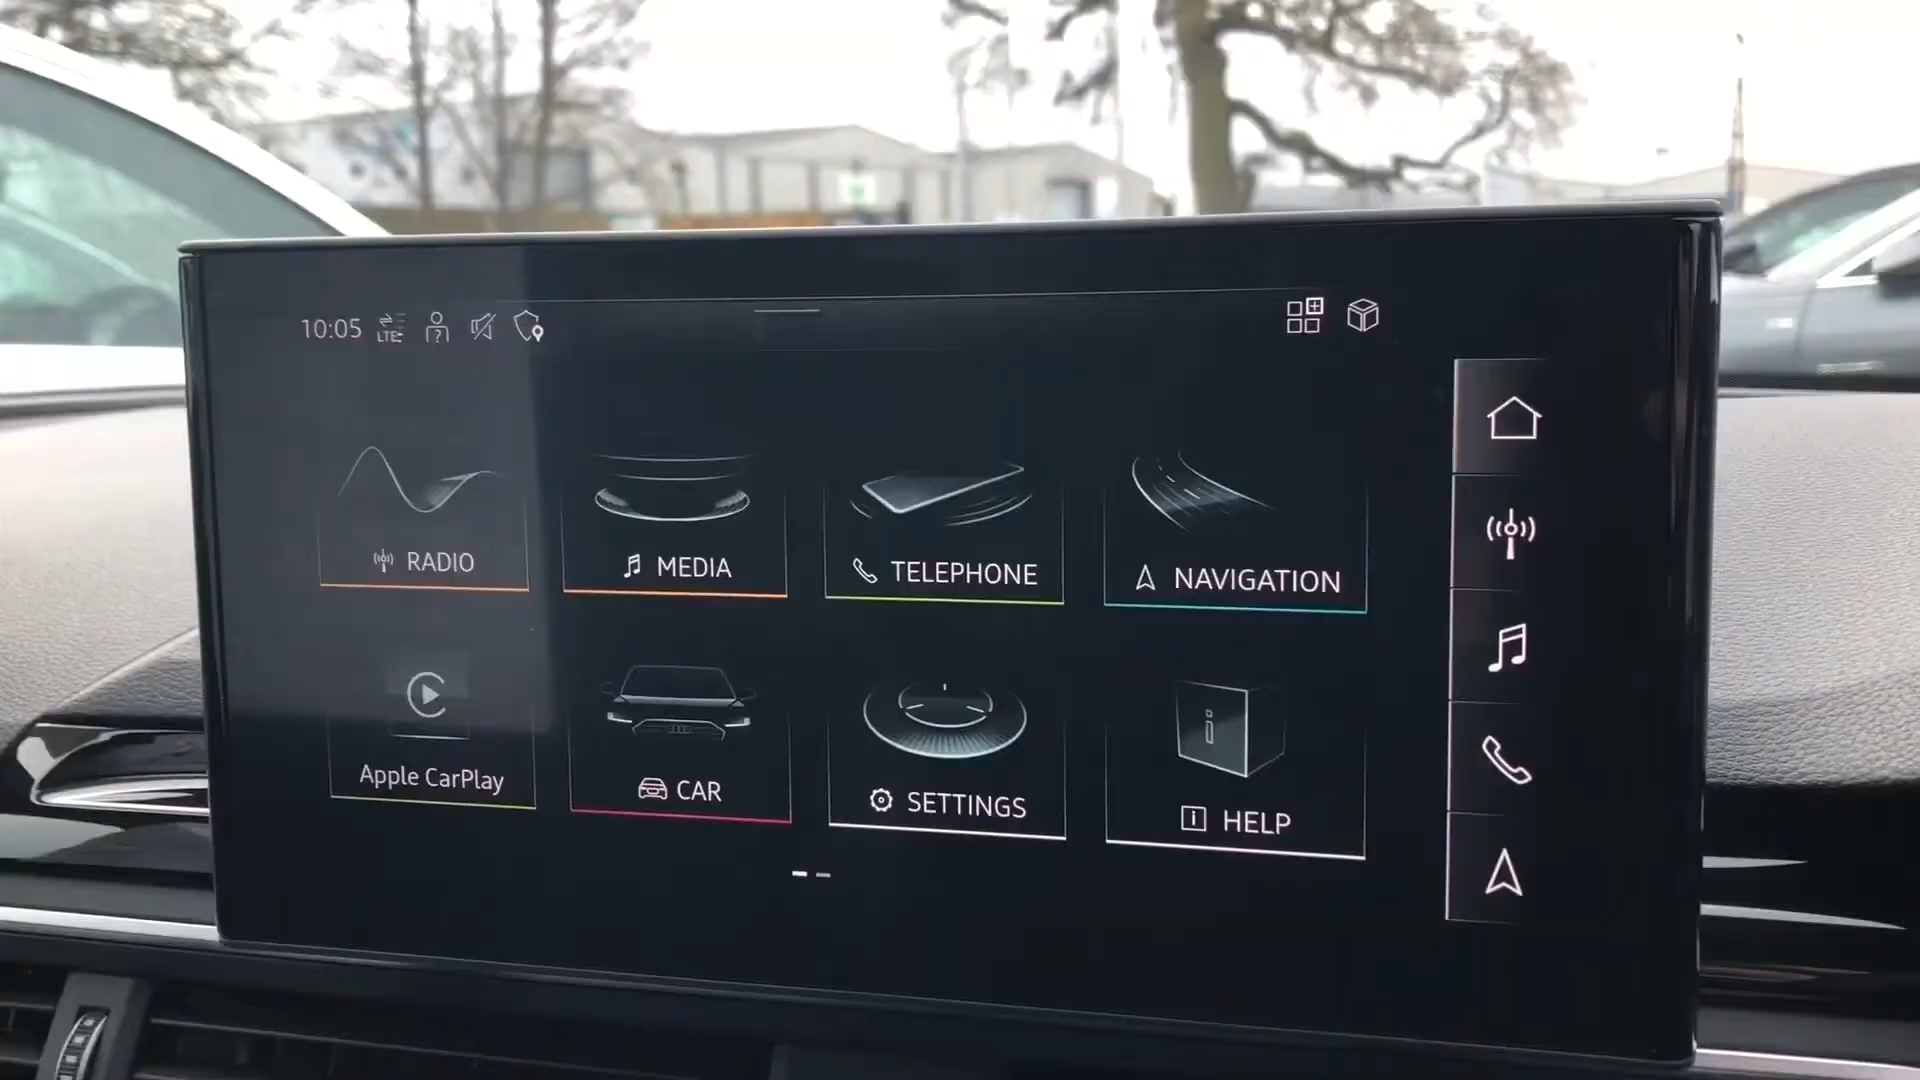 10:05 LTE
RADIO
MEDIA
TELEPHONE
NAVIGATION
Apple CarPlay
CAR
SETTINGS
HELP